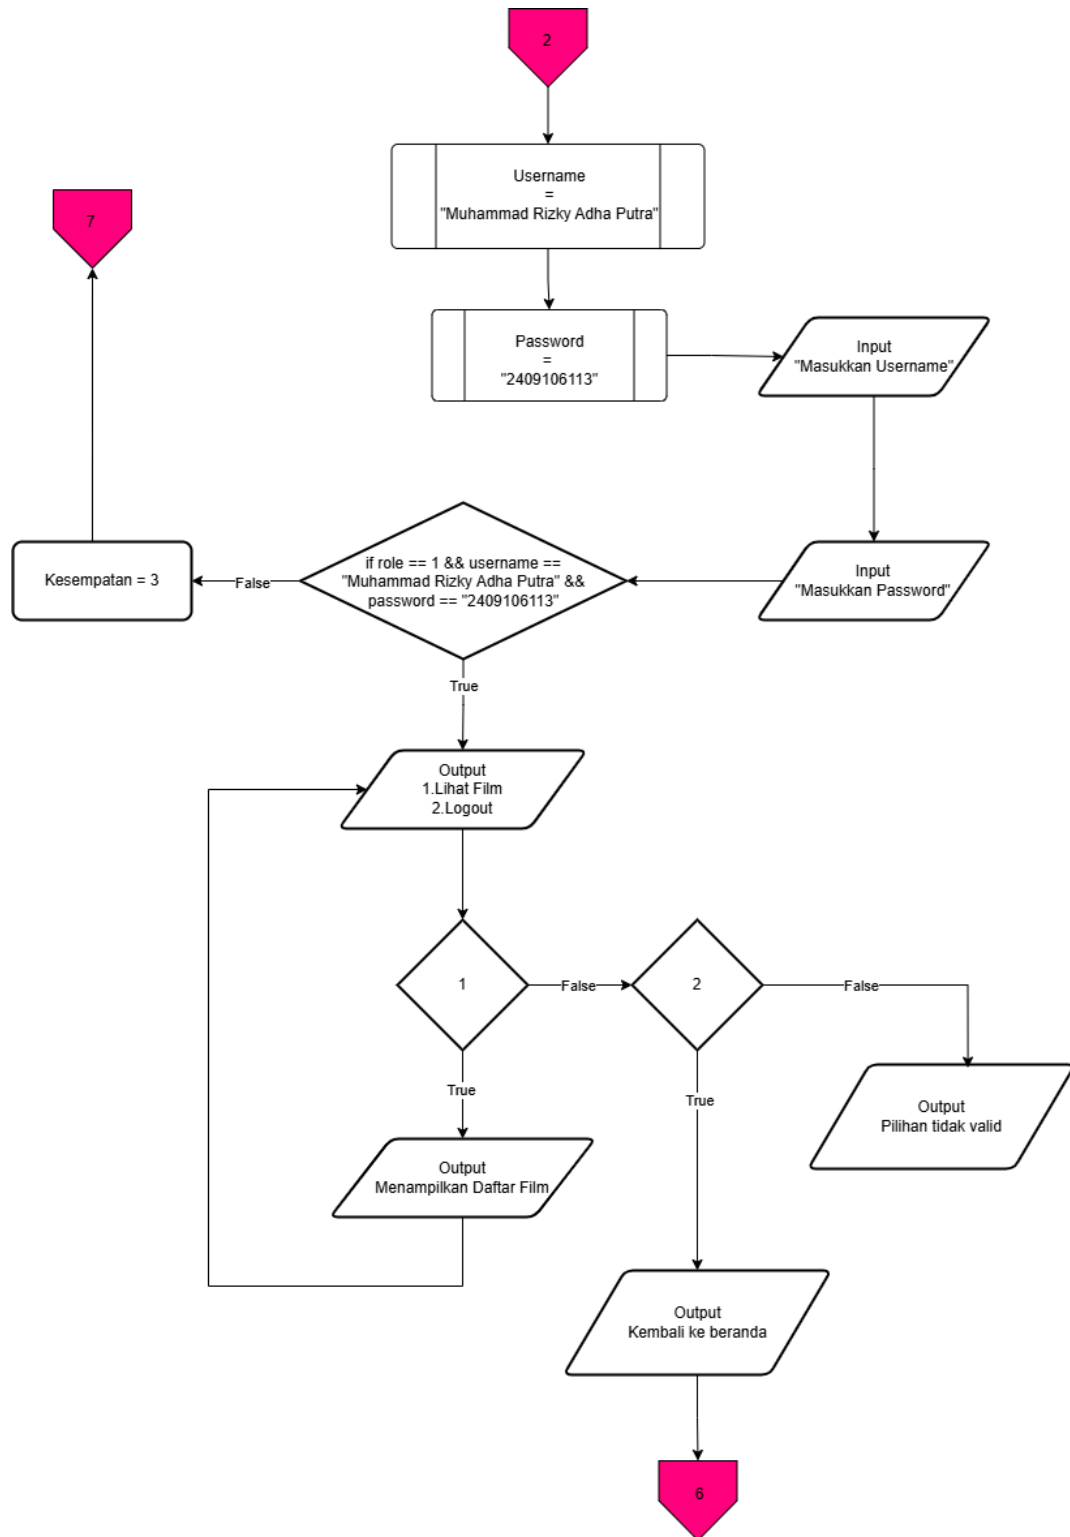 2
Username
=
"Muhammad Rizky Adha Putra"
7
Password
=
"2409106113"
Input
"Masukkan Username"
Input
"Masukkan Password"
if role == 1 && username ==
"Muhammad Rizky Adha Putra" &&
password == "2409106113"
False
Kesempatan = 3
True
Output
1.Lihat Film
2.Logout
1
False
2
False
True
Output
Menampilkan Daftar Film
True
Output
Pilihan tidak valid
Output
Kembali ke beranda
6